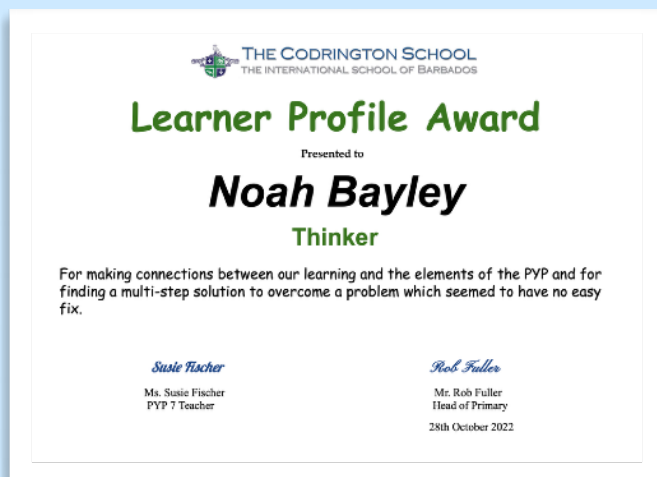 THE CODRINGTON SCHOOL
THE INTERNATIONAL SCHOOL OF BARBADOS
Learner Profile Award
Presented to
Noah Bayley
Thinker
For making connections between our learning and the elements of the PYP and for
finding a multi-step solution to overcome a problem which seemed to have no easy
fix.
Susie Fischer
Ms. Susie Fischer
PYP 7 Teacher
Rob Fuller
Mr. Rob Fuller
Head of Primary
28th October 2022